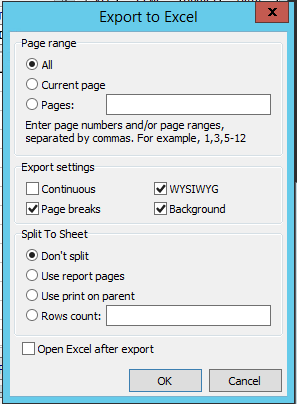 Export to Excel
x
Page range
All
Current page
Pages:
Enter page numbers and/or page ranges,
separated by commas. For example, 1,3,5-12
Export settings
Continuous WYSIWYG
Page breaks Background
Split To Sheet
Don't split
Use report pages
Use print on parent
Rows count:
Open Excel after export
OK Cancel